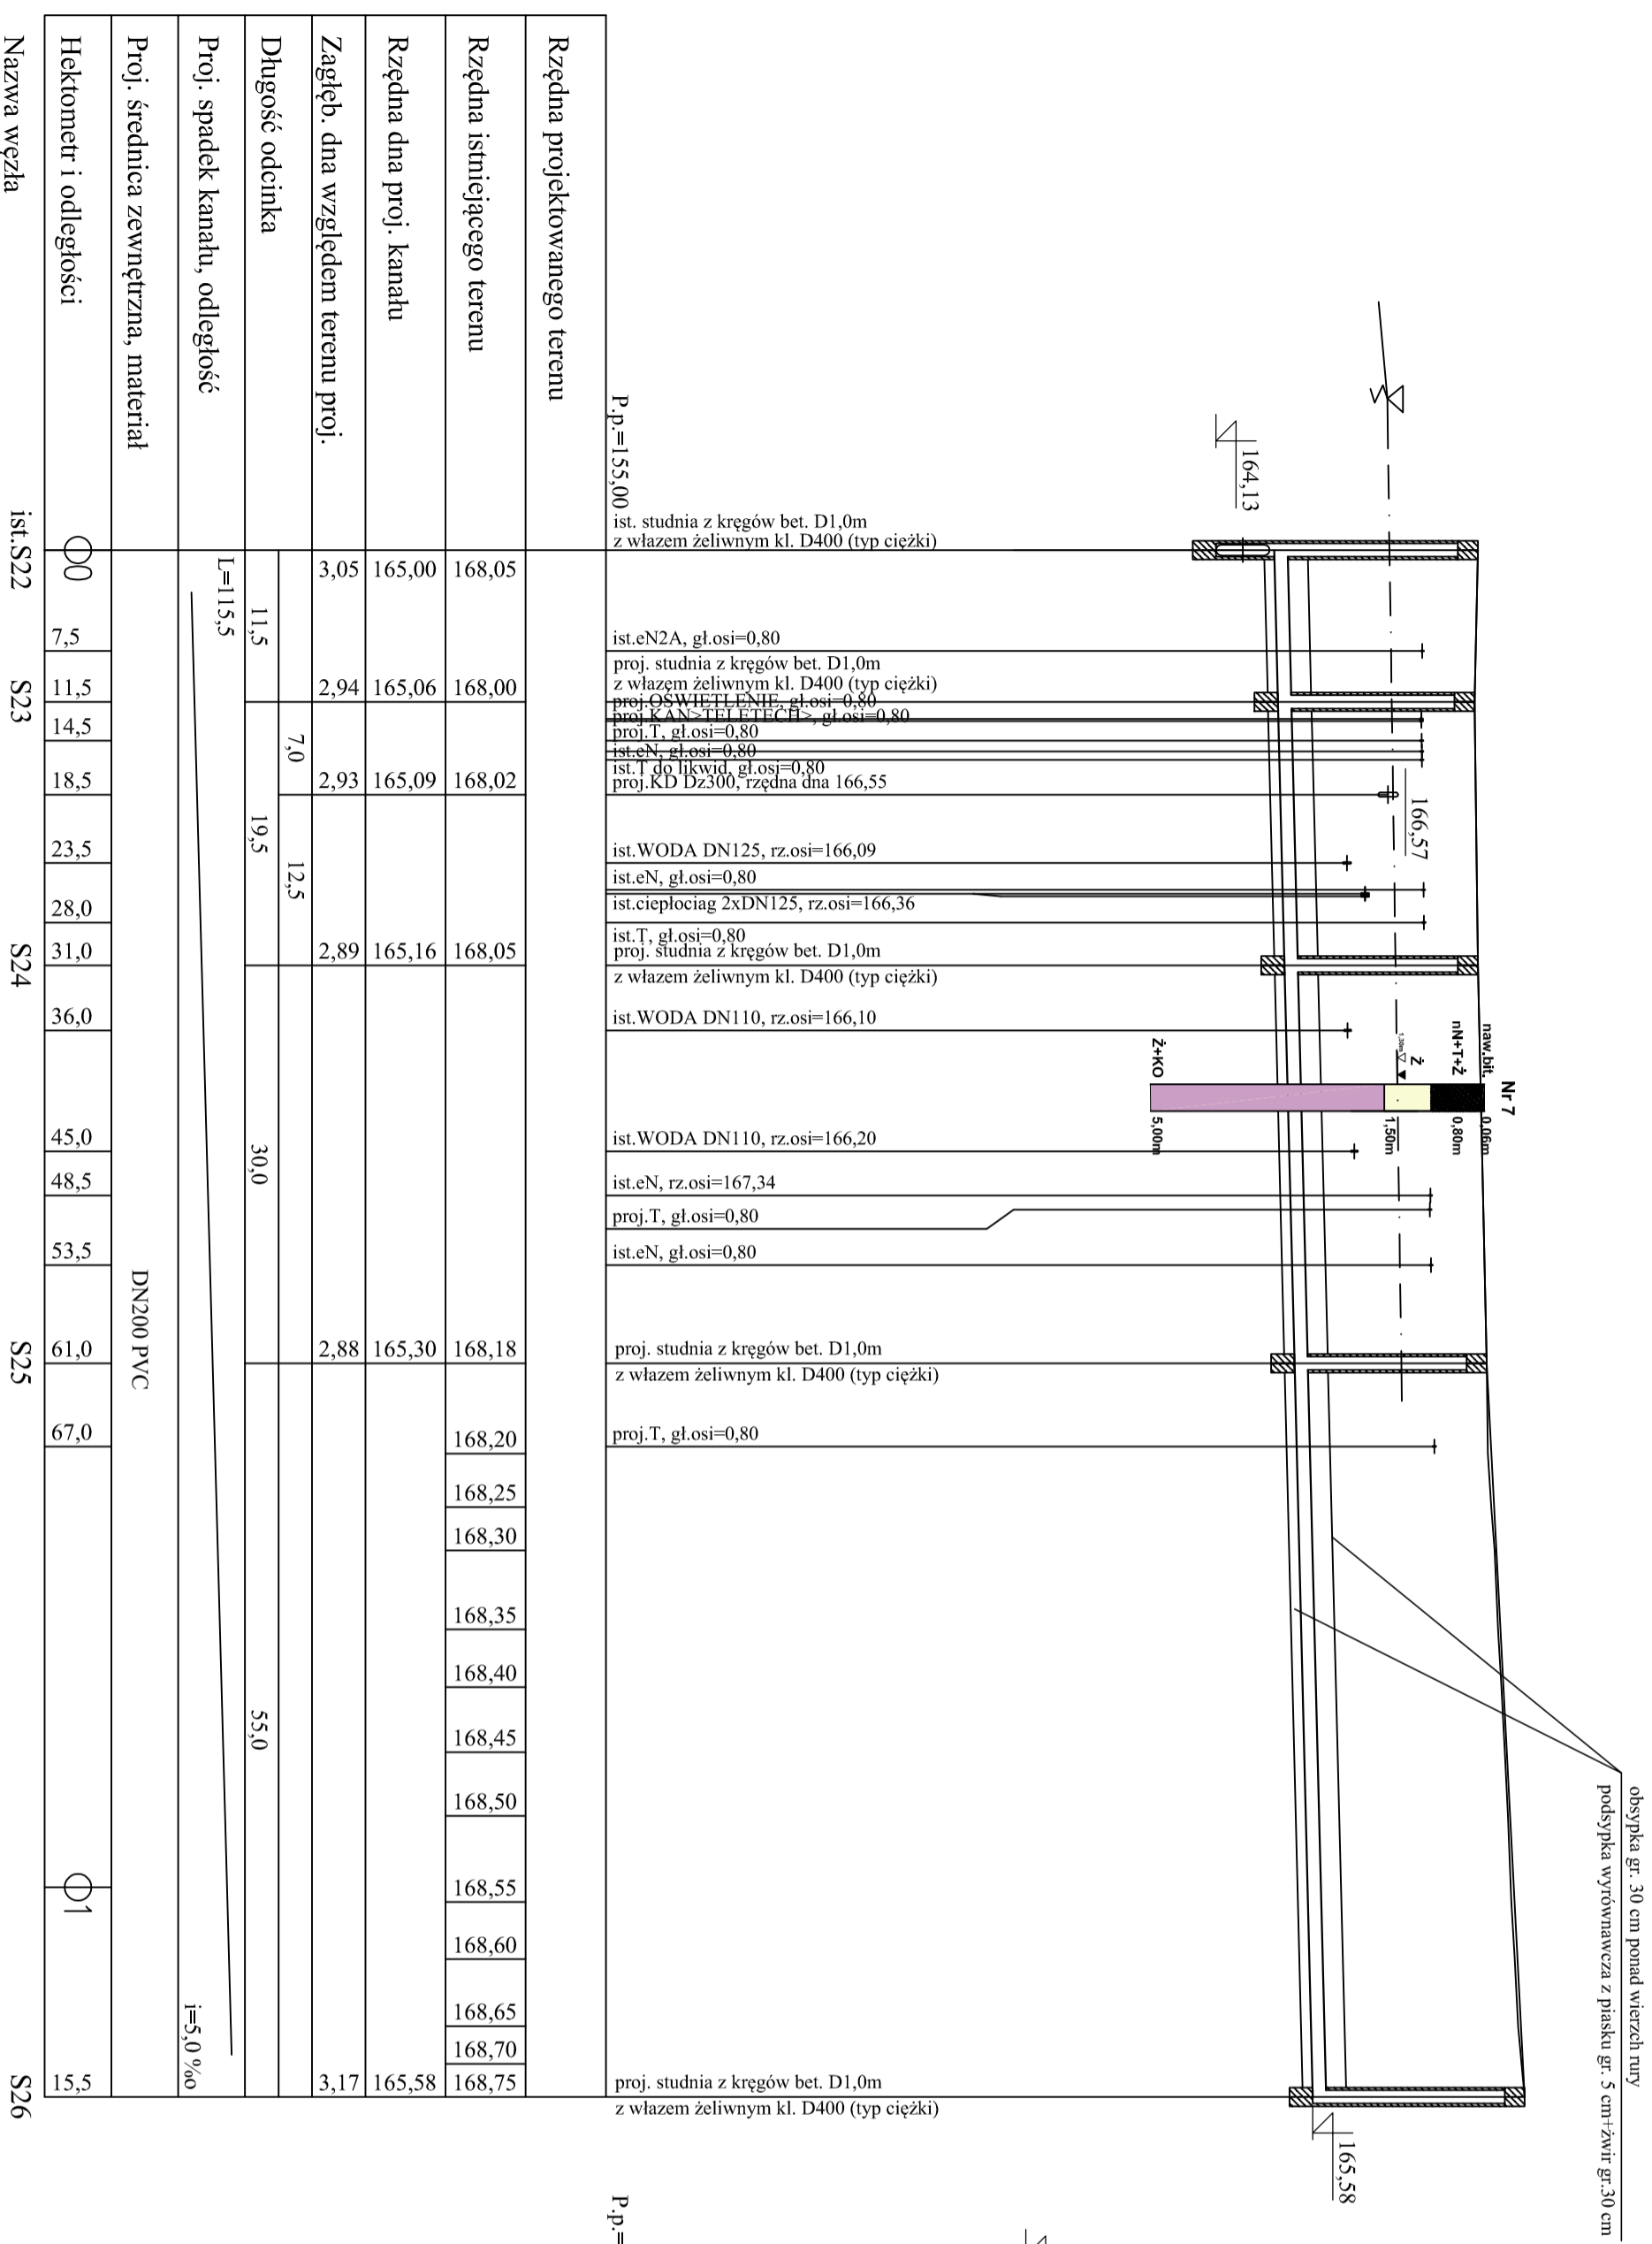 obsypka gr. 30 cm ponad wierzch rury
podsypka wyrównawcza z piasku gr. 5 cm+żwir gr.30 cm
164,13
166,57
165,58
Nr 7
naw.bit.
nN+T+Ż
Ż
Ż+KO
0,06m
0,80m
1,50m
5,00m
P.p.=155,00
P.p.=
ist. studnia z kręgów bet. D1,0m
z włazem żeliwnym kl. D400 (typ ciężki)
ist.eN2A, gł.osi=0,80
proj. studnia z kręgów bet. D1,0m
z włazem żeliwnym kl. D400 (typ ciężki)
proj.OŚWIETLENIE, gł.osi=0,80
proj.KAN>TELETECH>, gł.osi=0,80
proj.T, gł.osi=0,80
ist.eN, gł.osi=0,80
ist.T do likwid, gł.osi=0,80
proj.KD Dz300, rzędna dna 166,55
ist.WODA DN125, rz.osi=166,09
ist.eN, gł.osi=0,80
ist.ciepłociąg 2xDN125, rz.osi=166,36
ist.T, gł.osi=0,80
proj. studnia z kręgów bet. D1,0m
z włazem żeliwnym kl. D400 (typ ciężki)
ist.WODA DN110, rz.osi=166,10
ist.WODA DN110, rz.osi=166,20
ist.eN, rz.osi=167,34
proj.T, gł.osi=0,80
ist.eN, gł.osi=0,80
proj. studnia z kręgów bet. D1,0m
z włazem żeliwnym kl. D400 (typ ciężki)
proj.T, gł.osi=0,80
proj. studnia z kręgów bet. D1,0m
z włazem żeliwnym kl. D400 (typ ciężki)
Rzędna projektowanego terenu
Rzędna istniejącego terenu 168,05 168,00 168,02 168,05 168,18 168,20 168,25 168,30 168,35 168,40 168,45 168,50 168,55 168,60 168,65 168,70 168,75
Rzędna dna proj. kanału 165,00 165,06 165,09 165,16 165,30 165,58
Zagłęb. dna względem terenu proj. 3,05 2,94 2,93 2,89 2,88 3,17
7,0 12,5
Długość odcinka 11,5 19,5 30,0 55,0
L=115,5
Proj. spadek kanału, odległość i=5,0 ‰
Proj. średnica zewnętrzna, materiał DN200 PVC
Hektometr i odległości 0 7,5 11,5 14,5 18,5 23,5 28,0 31,0 36,0 45,0 48,5 53,5 61,0 67,0 1 15,5
Nazwa węzła ist.S22 S23 S24 S25 S26